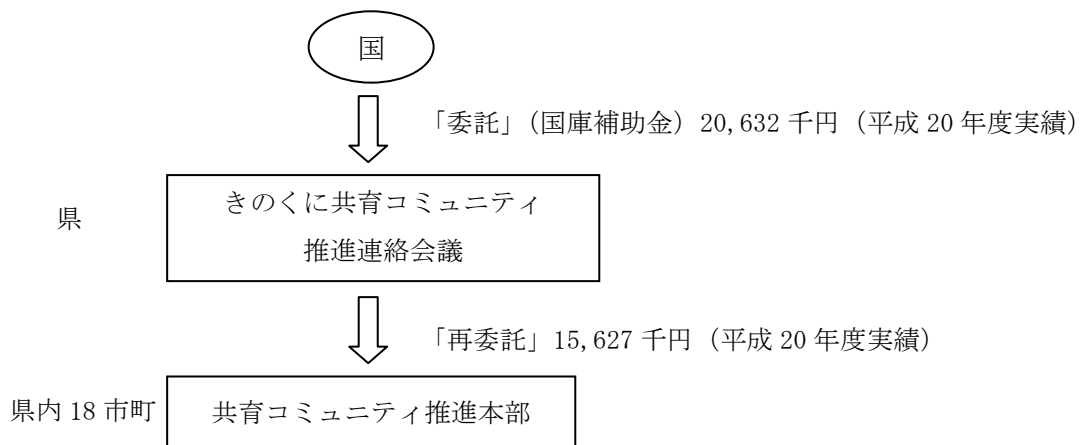 国
「委託」(国庫補助金) 20,632 千円 (平成 20 年度実績)
県
きのくに共育コミュニティ
推進連絡会議
「再委託」15,627 千円 (平成 20 年度実績)
県内 18 市町
共育コミュニティ推進本部